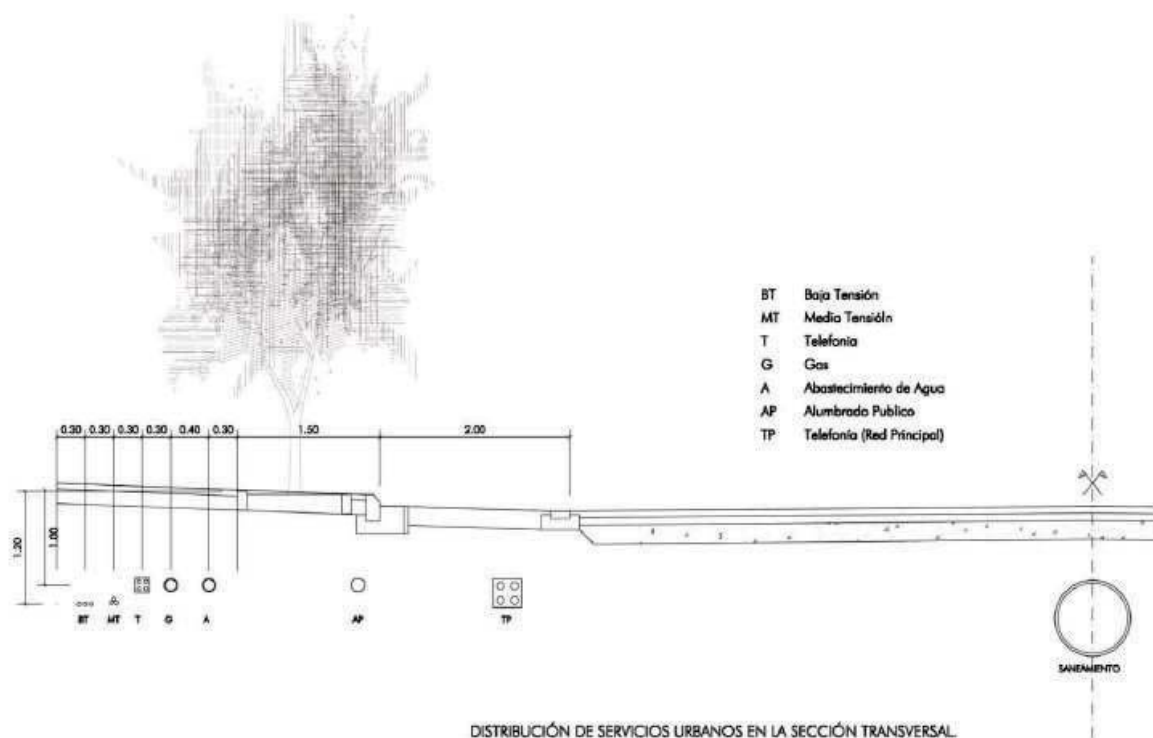 BT Baja Tensión
MT Media Tensióln
T Telefonía
G Gas
A Abastecimiento de Agua
AP Alumbrado Publico
TP Telefonía (Red Principal)
0.30 0.30 0.30 0.30 0.40 0.30 1.50 2.00
1.20
1.00
BT MT T G A AP TP
SANEAMIENTO
DISTRIBUCIÓN DE SERVICIOS URBANOS EN LA SECCIÓN TRANSVERSAL.